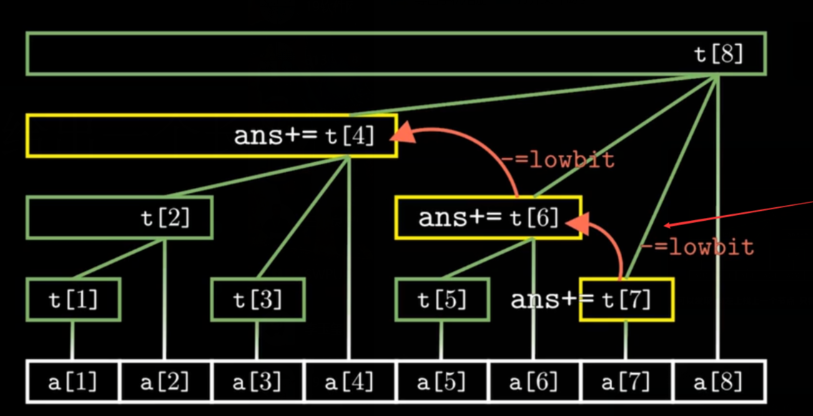 t[8]
ans+= t[4]
-=lowbit
t[2]
ans+= t[6]
-=lowbit
t[1]
t[3]
t[5]
ans+= t[7]
a[1] a[2] a[3] a[4] a[5] a[6] a[7] a[8]